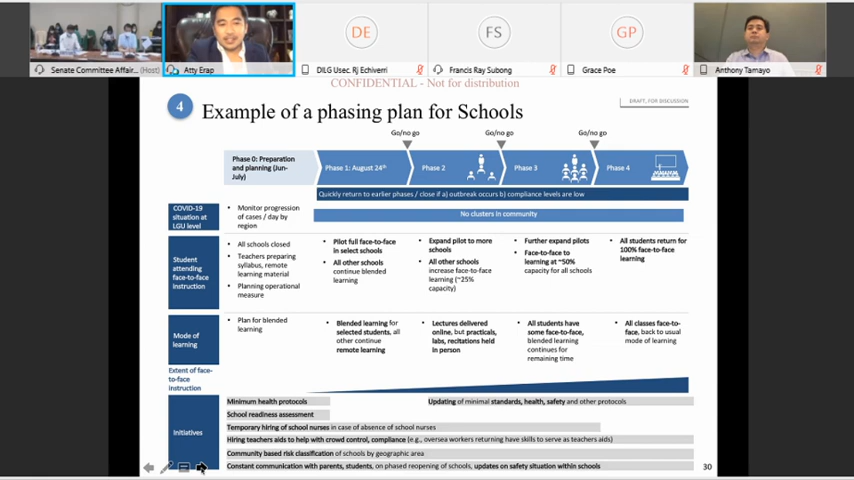 DE
FS
GP
Senate Committee Affair... (Host)
Atty Erap
DILG Usec. Rj Echiverri
Francis Ray Subong
Grace Poe
Anthony Tamayo
CONFIDENTIAL - Not for distribution
4
Example of a phasing plan for Schools
DRAFT, FOR DISCUSSION
Go/no go
Go/no go
Go/no go
Phase 0: Preparation
and planning (Jun-
July)
Phase 1: August 24th
Phase 2
Phase 3
Phase 4
Quickly return to earlier phases / close if a) outbreak occurs b) compliance levels are low
COVID-19
situation at
LGU level
• Monitor progression
of cases / day by
region
No clusters in community
Student
attending
face-to-face
instruction
• All schools closed
• Teachers preparing
syllabus, remote
learning material
• Planning operational
measure
• Pilot full face-to-face
in select schools
• All other schools
continue blended
learning
• Expand pilot to more
schools
• All other schools
increase face-to-face
learning (~25%
capacity)
• Further expand pilots
• Face-to-face to
learning at ~50%
capacity for all schools
• All students return for
100% face-to-face
learning
Mode of
learning
• Plan for blended
learning
• Blended learning for
selected students, all
other continue
remote learning
• Lectures delivered
online, but practicals,
labs, recitations held
in person
• All students have
some face-to-face,
blended learning
continues for
remaining time
• All classes face-to-
face, back to usual
mode of learning
Extent of face-
to-face
instruction
Initiatives
Minimum health protocols
Updating of minimal standards, health, safety and other protocols
School readiness assessment
Temporary hiring of school nurses in case of absence of school nurses
Hiring teachers aids to help with crowd control, compliance (e.g., oversea workers returning have skills to serve as teachers aids)
Community based risk classification of schools by geographic area
Constant communication with parents, students, on phased reopening of schools, updates on safety situation within schools
30